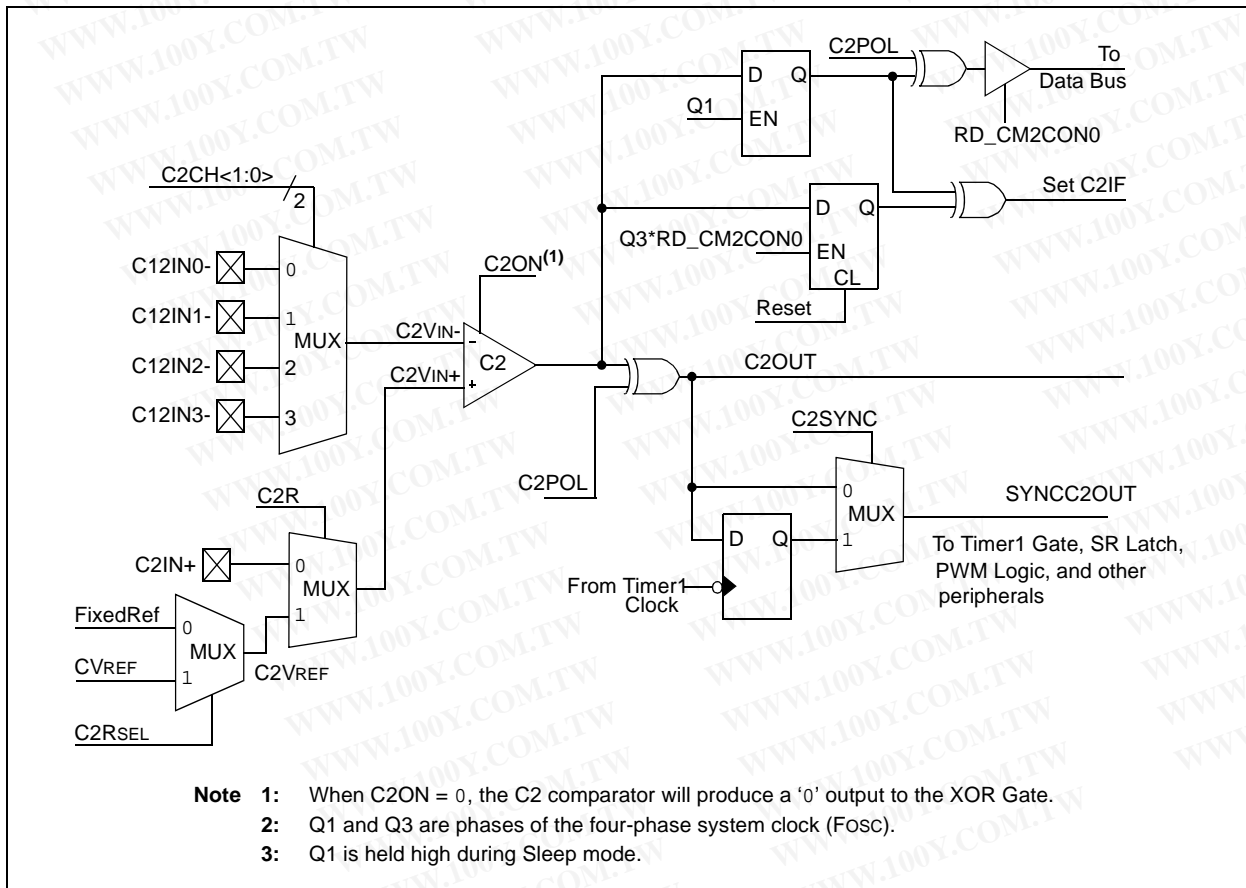 C2POL
To
Data Bus
D Q
Q1
EN
RD_CM2CON0
C2CH<1:0>
2
Set C2IF
D Q
Q3*RD_CM2CON0
EN
CL
Reset
C12IN0-
0
C2ON(1)
C12IN1-
1
MUX
C2VIN-
-
C2
C12IN2-
2
C2VIN+
+
C12IN3-
3
C2OUT
C2SYNC
C2POL
0
MUX
SYNCC2OUT
1
D Q
From Timer1
Clock
To Timer1 Gate, SR Latch,
PWM Logic, and other
peripherals
C2R
C2IN+
0
MUX
1
FixedRef
0
MUX
C2VREF
CVREF
1
C2RSEL
Note 1: When C2ON = 0, the C2 comparator will produce a ‘0’ output to the XOR Gate.
2: Q1 and Q3 are phases of the four-phase system clock (FOSC).
3: Q1 is held high during Sleep mode.
WWW.100Y.COM.TW